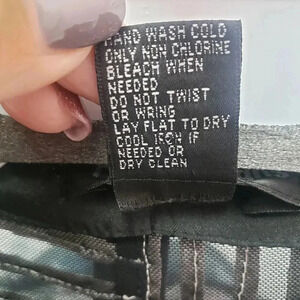 HAND WASH COLD
ONLY NON CHLORINE
BLEACH WHEN
NEEDED
DO NOT TWIST
OR WRING
LAY FLAT TO DRY
COOL IRON IF
NEEDED OR
DRY CLEAN